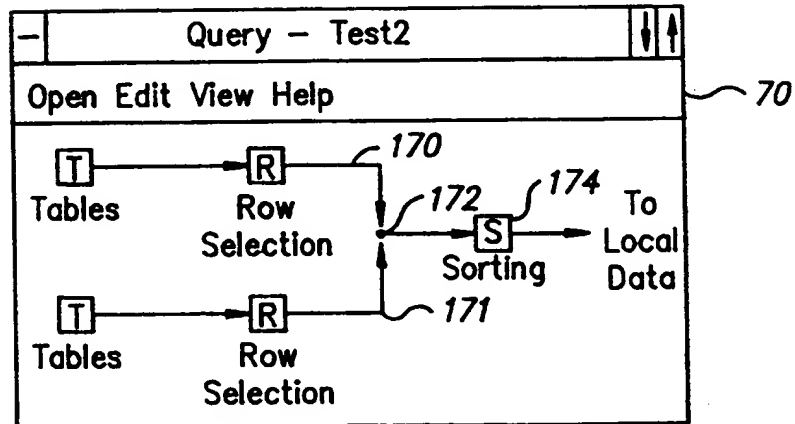 Query – Test2
Open Edit View Help
70
T
Tables
R
Row
Selection
170
172
S
Sorting
174
To
Local
Data
T
Tables
R
Row
Selection
171